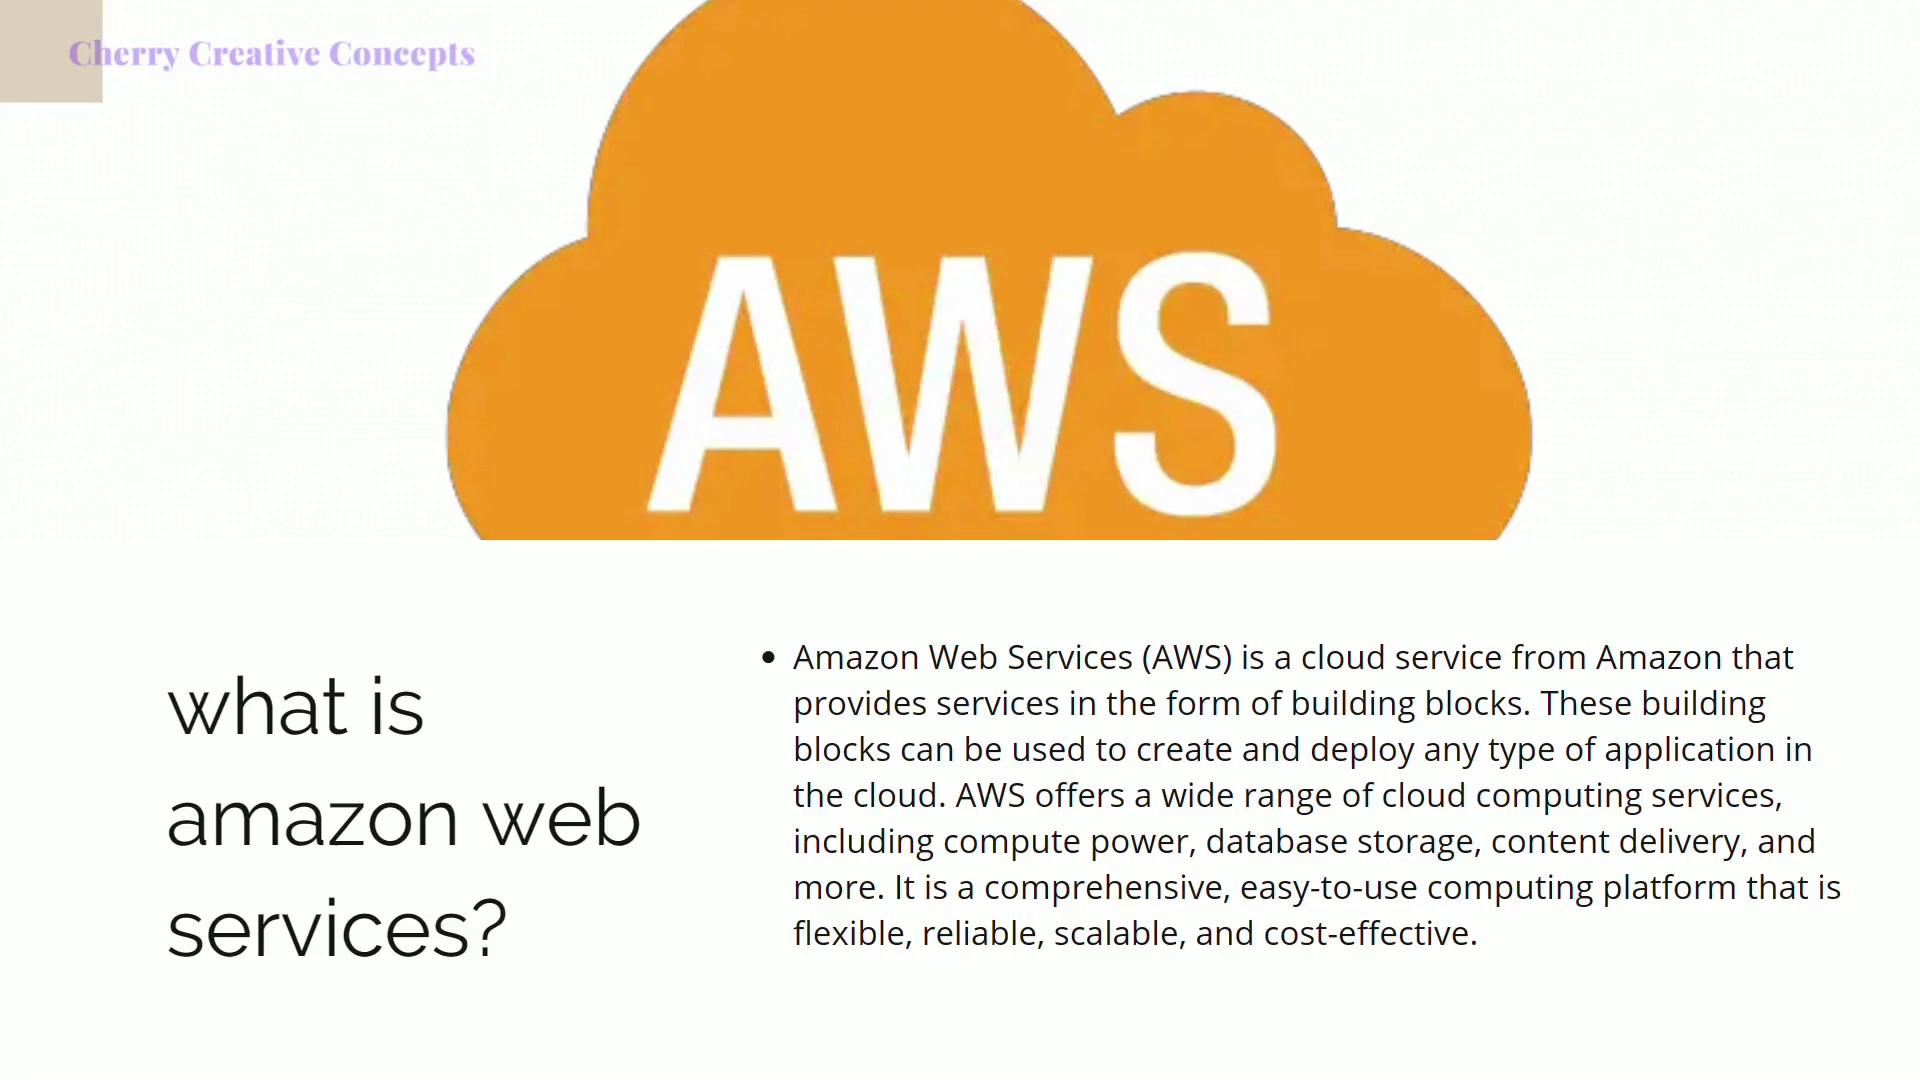 Cherry Creative Concepts
AWS
what is
amazon web
services?
• Amazon Web Services (AWS) is a cloud service from Amazon that
provides services in the form of building blocks. These building
blocks can be used to create and deploy any type of application in
the cloud. AWS offers a wide range of cloud computing services,
including compute power, database storage, content delivery, and
more. It is a comprehensive, easy-to-use computing platform that is
flexible, reliable, scalable, and cost-effective.